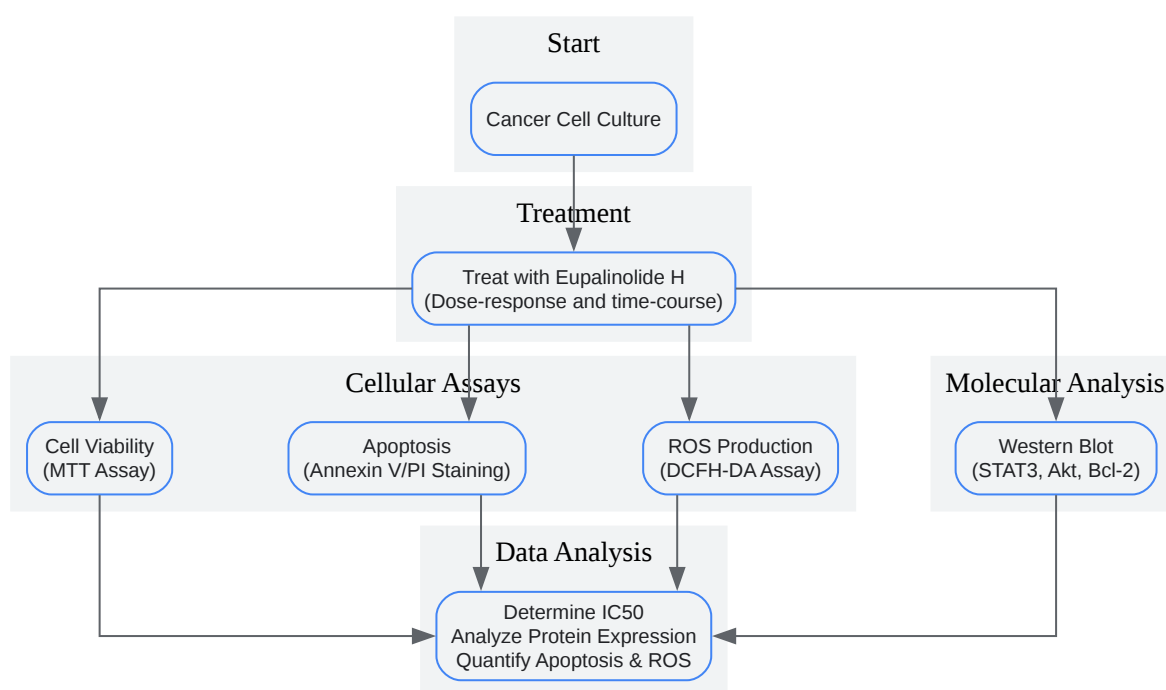 Start
Cancer Cell Culture
Treatment
Treat with Eupalinolide H
(Dose-response and time-course)
Cellular Assays
Cell Viability
(MTT Assay)
Apoptosis
(Annexin V/PI Staining)
ROS Production
(DCFH-DA Assay)
Molecular Analysis
Western Blot
(STAT3, Akt, Bcl-2)
Data Analysis
Determine IC50
Analyze Protein Expression
Quantify Apoptosis & ROS